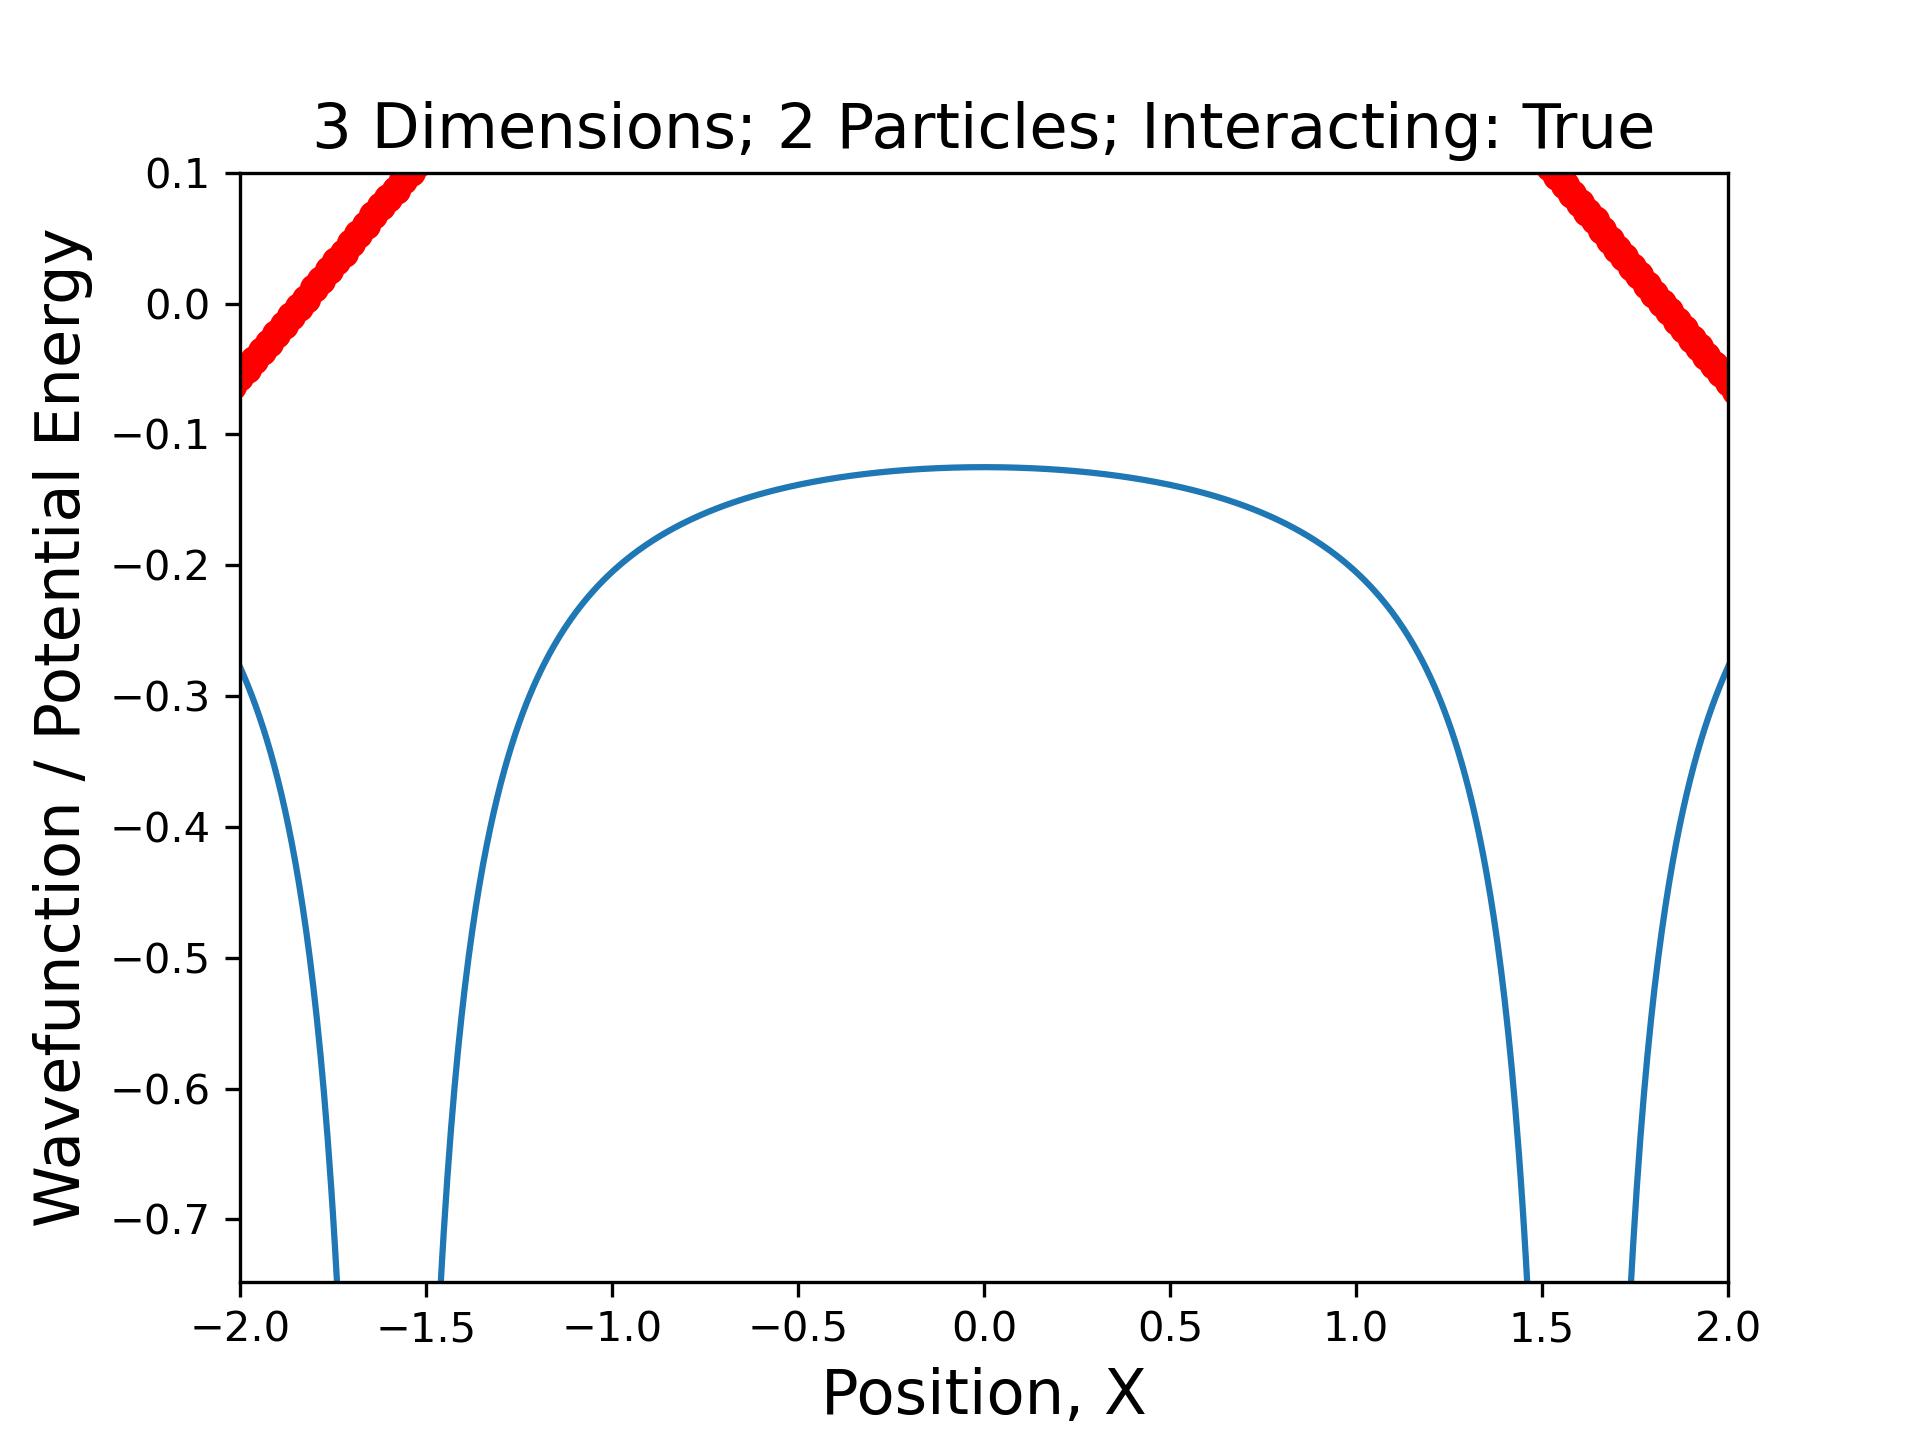 3 Dimensions; 2 Particles; Interacting: True
Wavefunction / Potential Energy
0.1
0.0
−0.1
−0.2
−0.3
−0.4
−0.5
−0.6
−0.7
−2.0 −1.5 −1.0 −0.5 0.0 0.5 1.0 1.5 2.0
Position, X